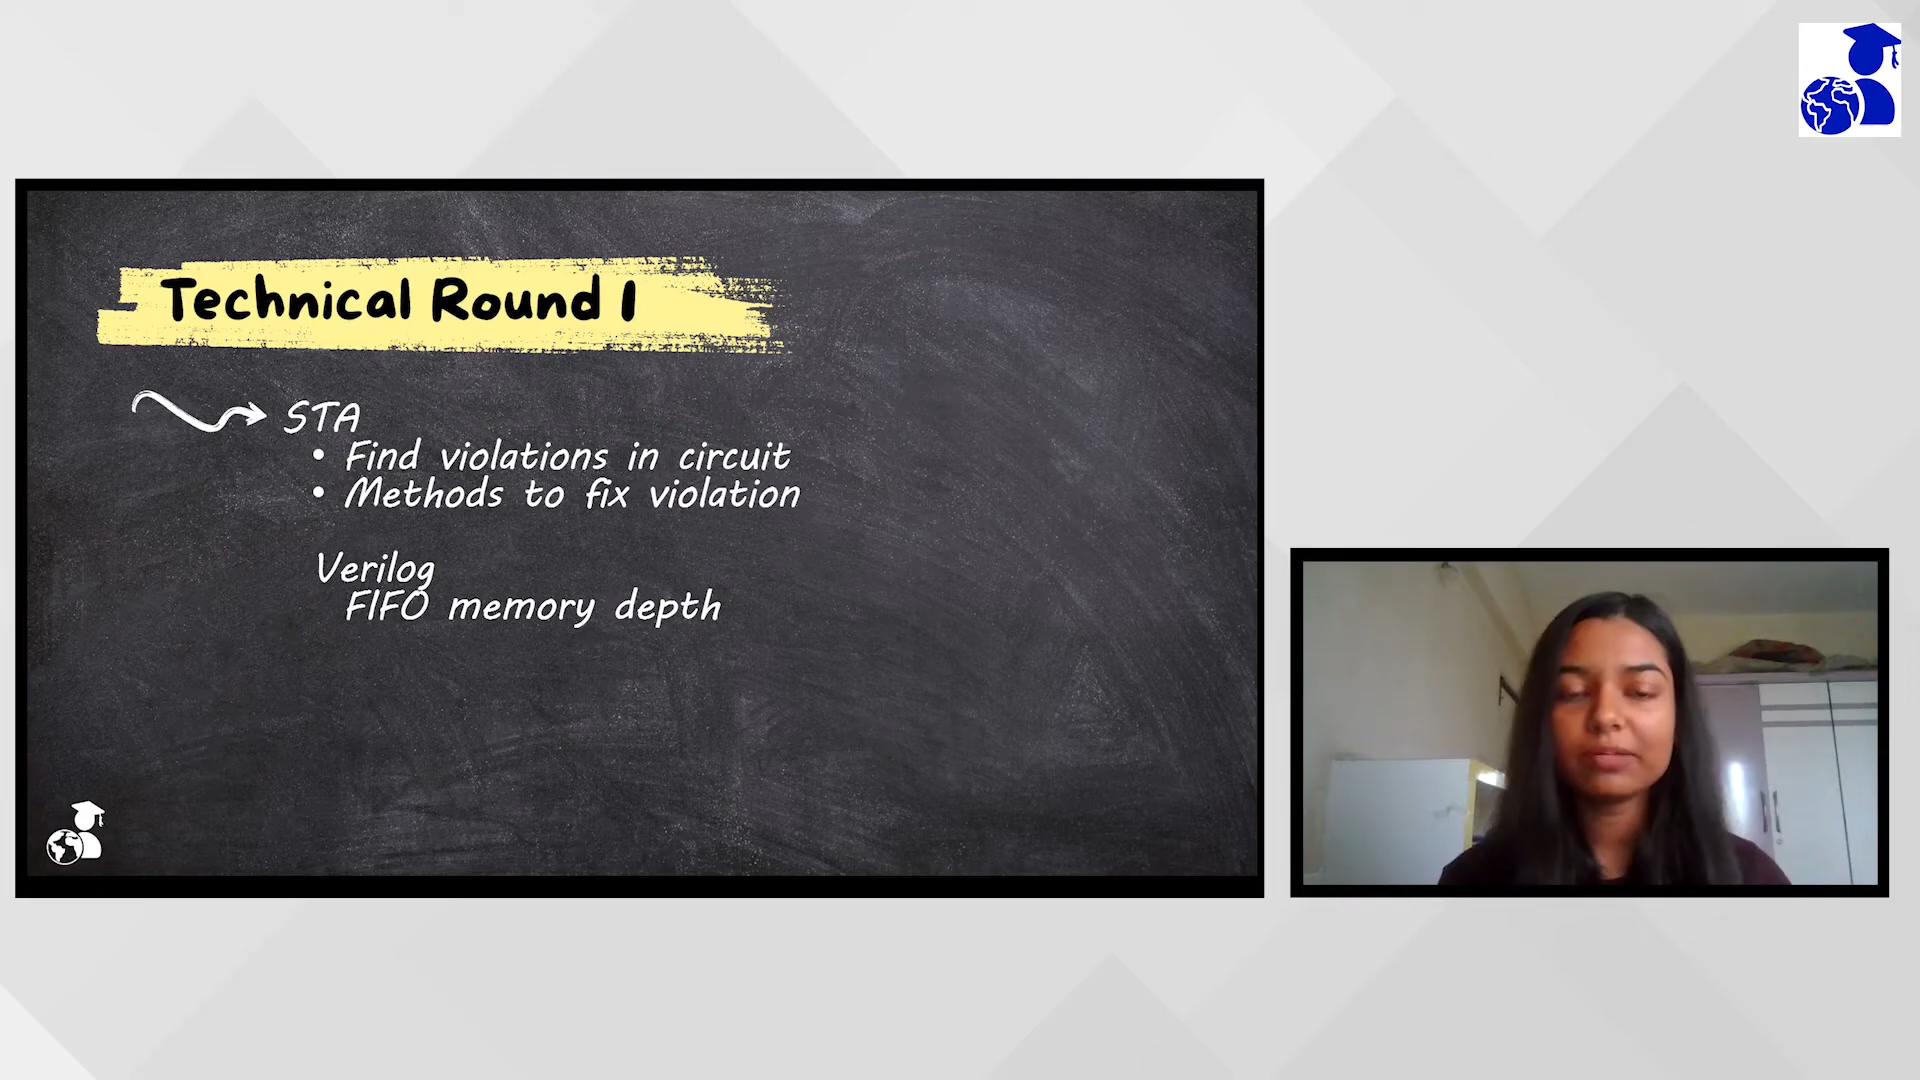 Technical Round 1
STA
• Find violations in circuit
• Methods to fix violation
Verilog
FIFO memory depth